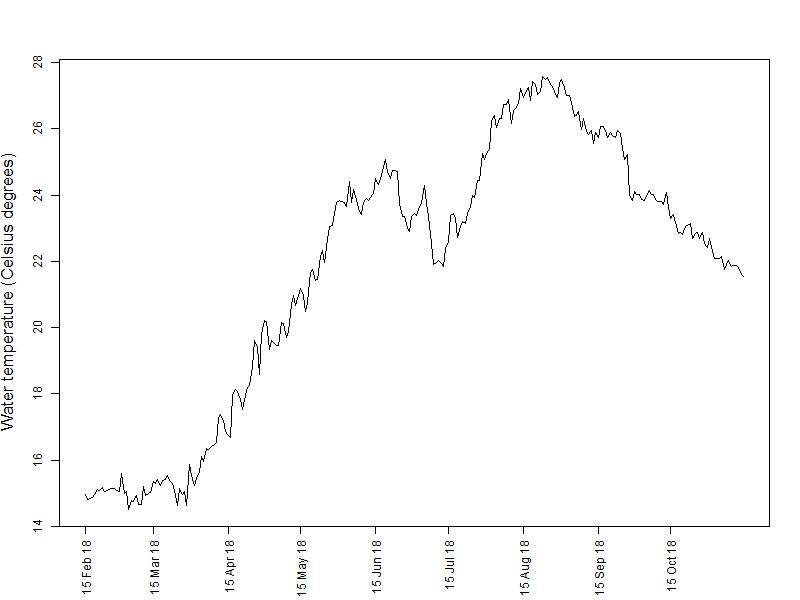 Water temperature (Celsius degrees)
28
26
24
22
20
18
16
14
15 Feb 18
15 Mar 18
15 Apr 18
15 May 18
15 Jun 18
15 Jul 18
15 Aug 18
15 Sep 18
15 Oct 18